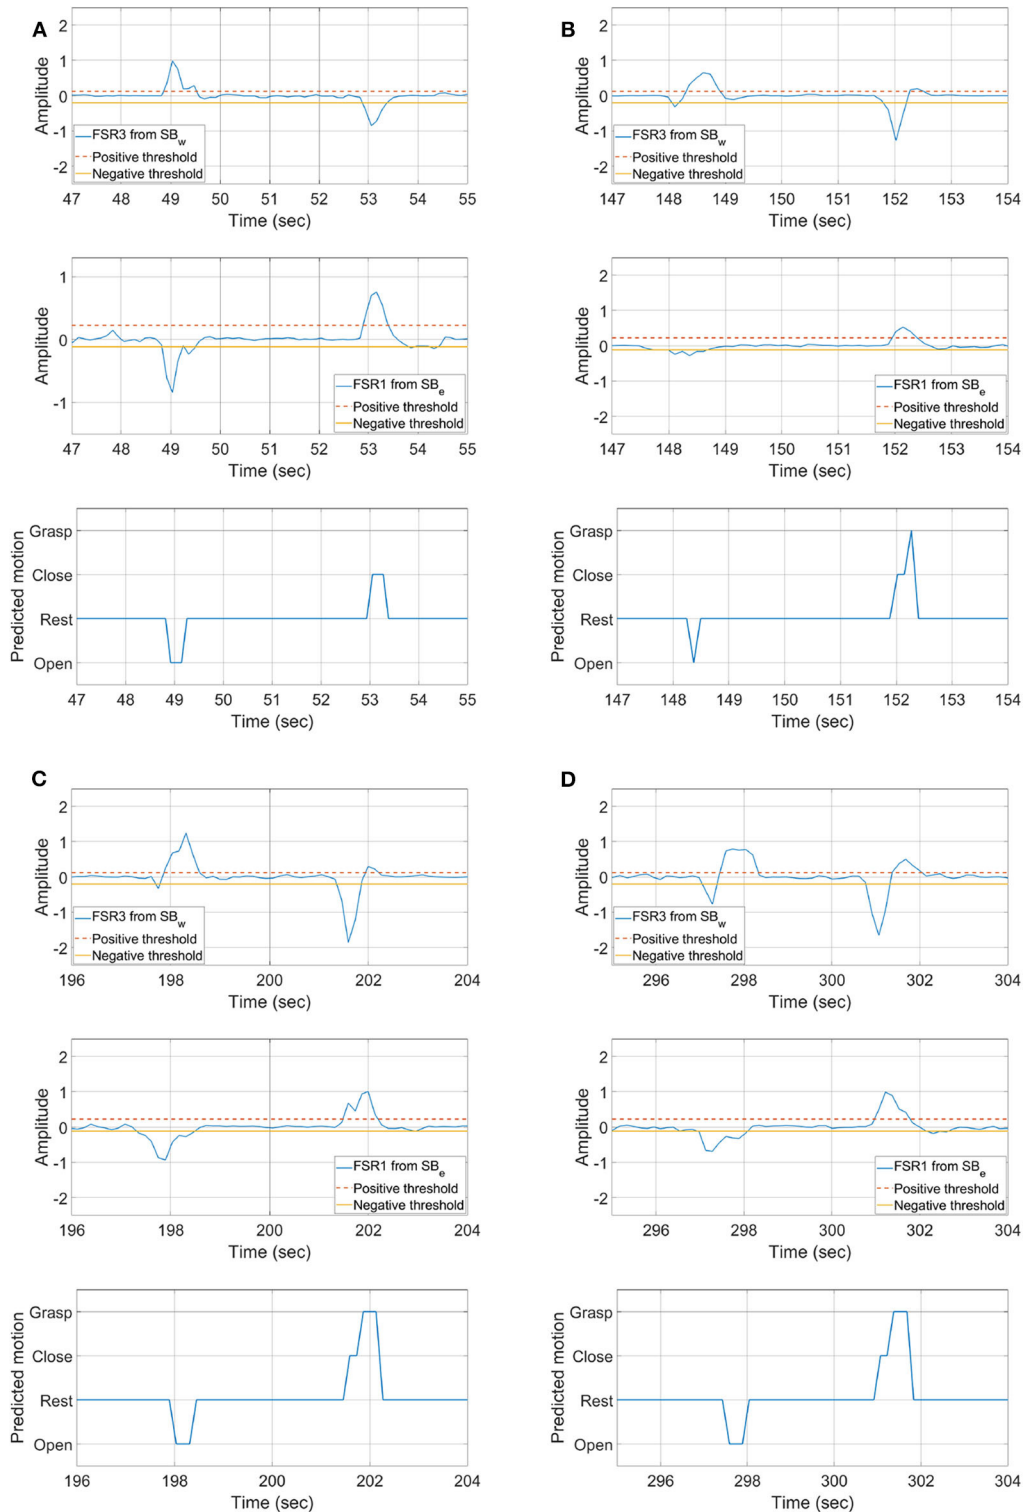 A
2
1
0
-1
-2
Amplitude
FSR3 from SBw
Positive threshold
Negative threshold
47 48 49 50 51 52 53 54 55
Time (sec)
1
0
-1
Amplitude
FSR1 from SBe
Positive threshold
Negative threshold
47 48 49 50 51 52 53 54 55
Time (sec)
Grasp
Close
Rest
Open
Predicted motion
47 48 49 50 51 52 53 54 55
Time (sec)
B
2
1
0
-1
-2
Amplitude
FSR3 from SBw
Positive threshold
Negative threshold
147 148 149 150 151 152 153 154
Time (sec)
2
1
0
-1
-2
Amplitude
FSR1 from SBe
Positive threshold
Negative threshold
147 148 149 150 151 152 153 154
Time (sec)
Grasp
Close
Rest
Open
Predicted motion
147 148 149 150 151 152 153 154
Time (sec)
C
2
1
0
-1
-2
Amplitude
FSR3 from SBw
Positive threshold
Negative threshold
196 198 200 202 204
Time (sec)
2
1
0
-1
-2
Amplitude
FSR1 from SBe
Positive threshold
Negative threshold
196 198 200 202 204
Time (sec)
Grasp
Close
Rest
Open
Predicted motion
196 198 200 202 204
Time (sec)
D
2
1
0
-1
-2
Amplitude
FSR3 from SBw
Positive threshold
Negative threshold
296 298 300 302 304
Time (sec)
2
1
0
-1
-2
Amplitude
FSR1 from SBe
Positive threshold
Negative threshold
296 298 300 302 304
Time (sec)
Grasp
Close
Rest
Open
Predicted motion
296 298 300 302 304
Time (sec)